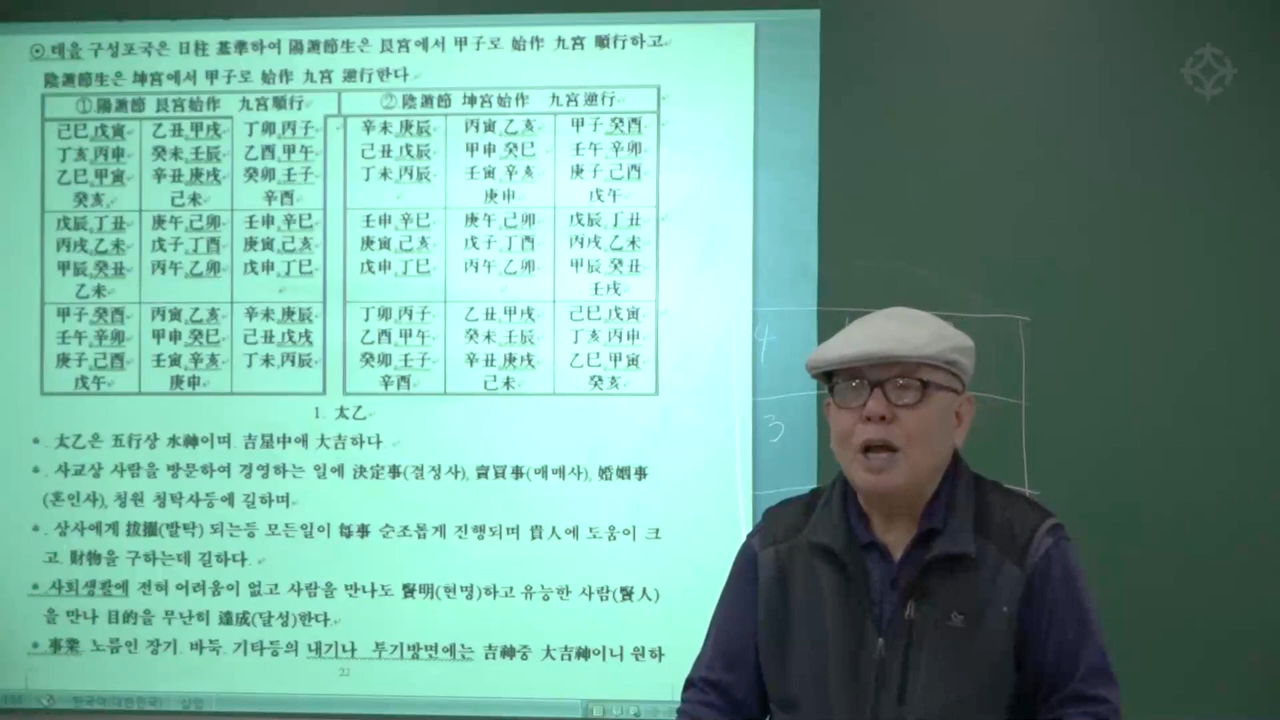 ⊙ 태을 구성포국은 日柱 基準하여 陽遁節生은 艮宮에서 甲子로 始作 九宮 順行하고
陰遁節生은 坤宮에서 甲子로 始作 九宮 逆行한다
①陽遁節 艮宮始作 九宮順行 ②陰遁節 坤宮始作 九宮逆行
己巳 戊寅 乙丑 甲戌 丁卯 丙子 辛未 庚辰 丙寅 乙亥 甲子 癸酉
丁亥 丙申 癸未 壬辰 乙酉 甲午 己丑 戊辰 甲申 癸巳 壬午 辛卯
乙巳 甲寅 辛丑 庚戌 癸卯 壬子 丁未 丙辰 壬寅 辛亥 庚子 己酉
癸亥 己未 辛酉 庚申 戊午
戊辰 丁丑 庚午 己卯 壬申 辛巳 壬申 辛巳 庚午 己卯 戊辰 丁丑
丙戌 乙未 戊子 丁酉 庚寅 己亥 庚寅 己亥 戊子 丁酉 丙戌 乙未
甲辰 癸丑 丙午 乙卯 戊申 丁巳 戊申 丁巳 丙午 乙卯 甲辰 癸丑
乙未 壬戌
甲子 癸酉 丙寅 乙亥 辛未 庚辰 丁卯 丙子 乙丑 甲戌 己巳 戊寅
壬午 辛卯 甲申 癸巳 己丑 戊戌 乙酉 甲午 癸未 壬辰 丁亥 丙申
庚子 己酉 壬寅 辛亥 丁未 丙辰 癸卯 壬子 辛丑 庚戌 乙巳 甲寅
戊午 庚申 辛酉 己未 癸亥
1. 太乙
. 太乙은 五行상 水神이며. 吉星中에 大吉하다
. 사교상 사람을 방문하여 경영하는 일에 決定事(결정사), 賣買事(매매사), 婚姻事
(혼인사), 청원 청탁사등에 길하며.
. 상사에게 拔擢(발탁) 되는등 모든일이 每事 순조롭게 진행되며 貴人에 도움이 크
고. 財物을 구하는데 길하다.
사회생활에 전혀 어려움이 없고 사람을 만나도 賢明(현명)하고 유능한 사람(賢人)
을 만나 目的을 무난히 達成(달성)한다.
事業 노름인 장기. 바둑. 기타등의 내기나 투기방면에는 吉神중 大吉神이니 원하
22
한국어(대한민국) 삽입
4
3